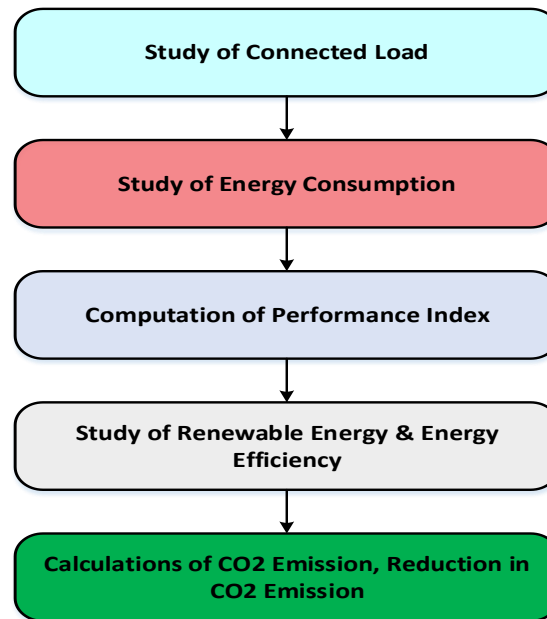 Study of Connected Load
Study of Energy Consumption
Computation of Performance Index
Study of Renewable Energy & Energy
Efficiency
Calculations of CO2 Emission, Reduction in
CO2 Emission